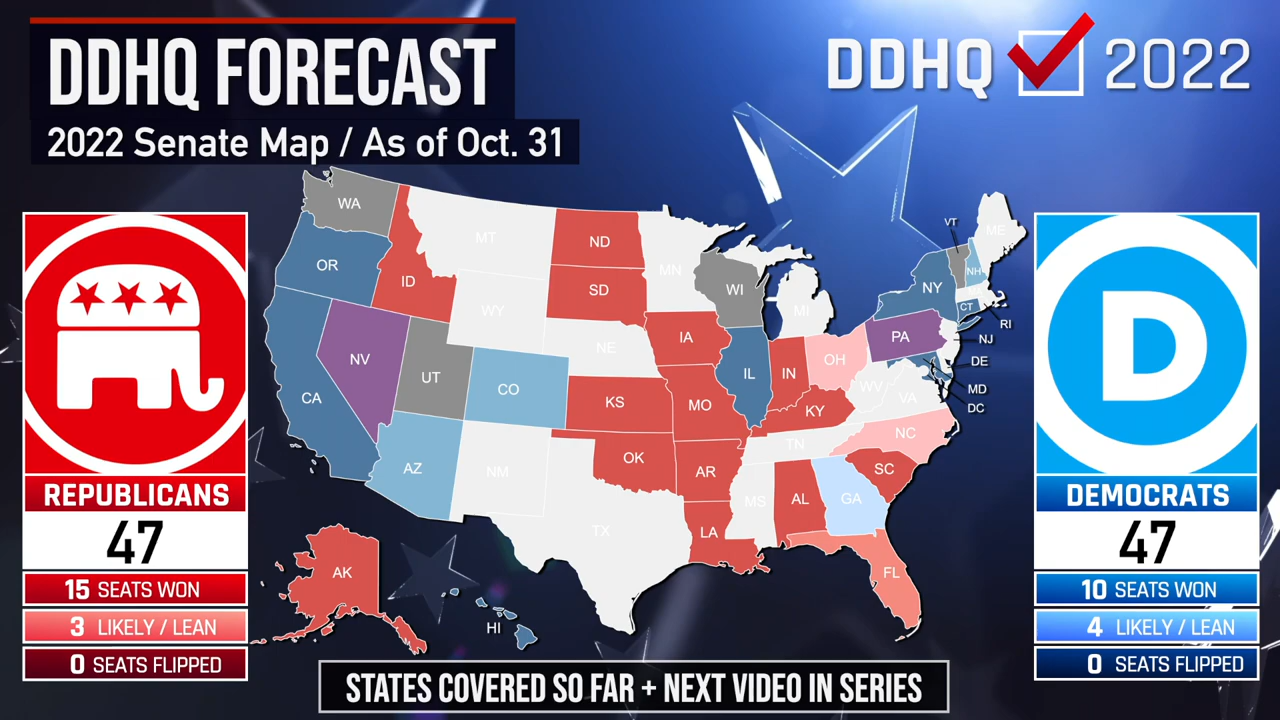 DDHQ FORECAST
2022 Senate Map / As of Oct. 31
DDHQ 2022
REPUBLICANS
47
15 SEATS WON
3 LIKELY / LEAN
0 SEATS FLIPPED
WA
OR
ID
MT
ND
MN
SD
WY
WI
MI
VT
ME
NH
NY
CT
RI
NJ
DE
MD
DC
PA
CA
NV
UT
CO
NE
IA
IL
IN
OH
WV
VA
KS
MO
KY
NC
AZ
NM
OK
AR
TN
SC
TX
LA
MS
AL
GA
FL
AK
HI
D
DEMOCRATS
47
10 SEATS WON
4 LIKELY / LEAN
0 SEATS FLIPPED
STATES COVERED SO FAR + NEXT VIDEO IN SERIES